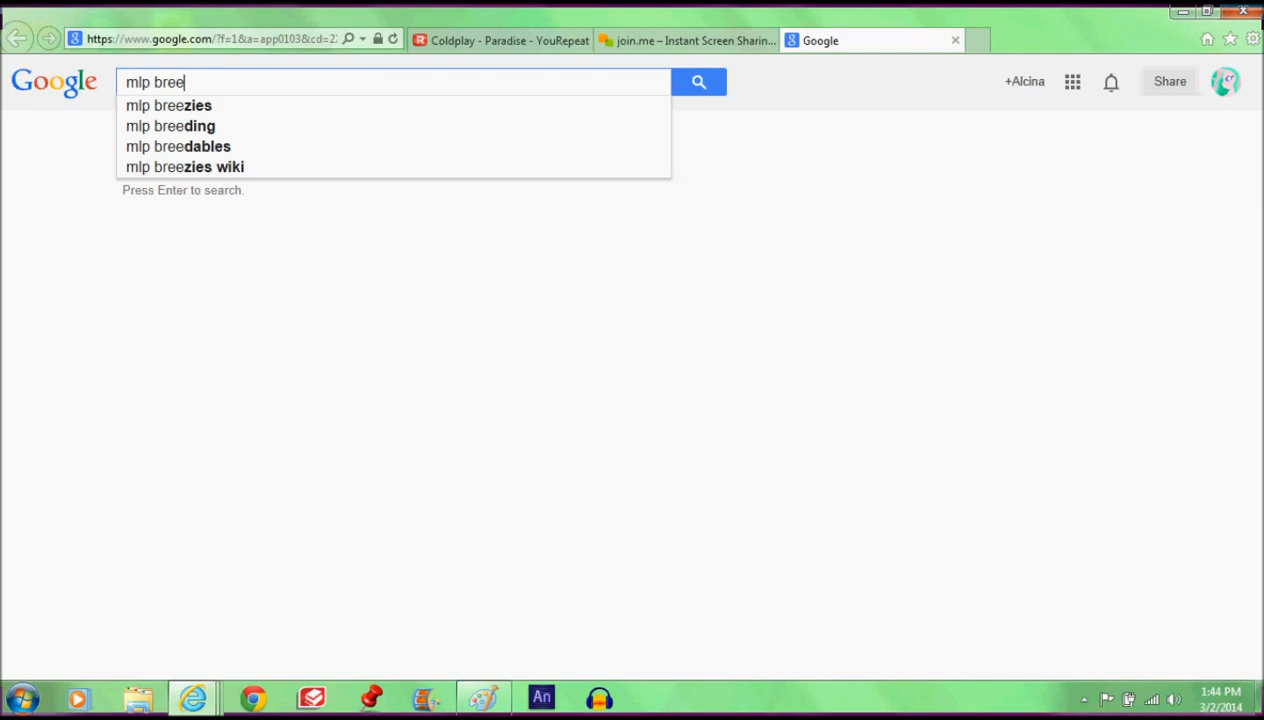 https://www.google.com/?f=1&a=app0103&cd=2
Coldplay - Paradise - YouRepeat
join.me – Instant Screen Sharin...
Google
Google
mlp bree
+Alcina
Share
mlp breezies
mlp breeding
mlp breedables
mlp breezies wiki
Press Enter to search.
An
1:44 PM
3/2/2014